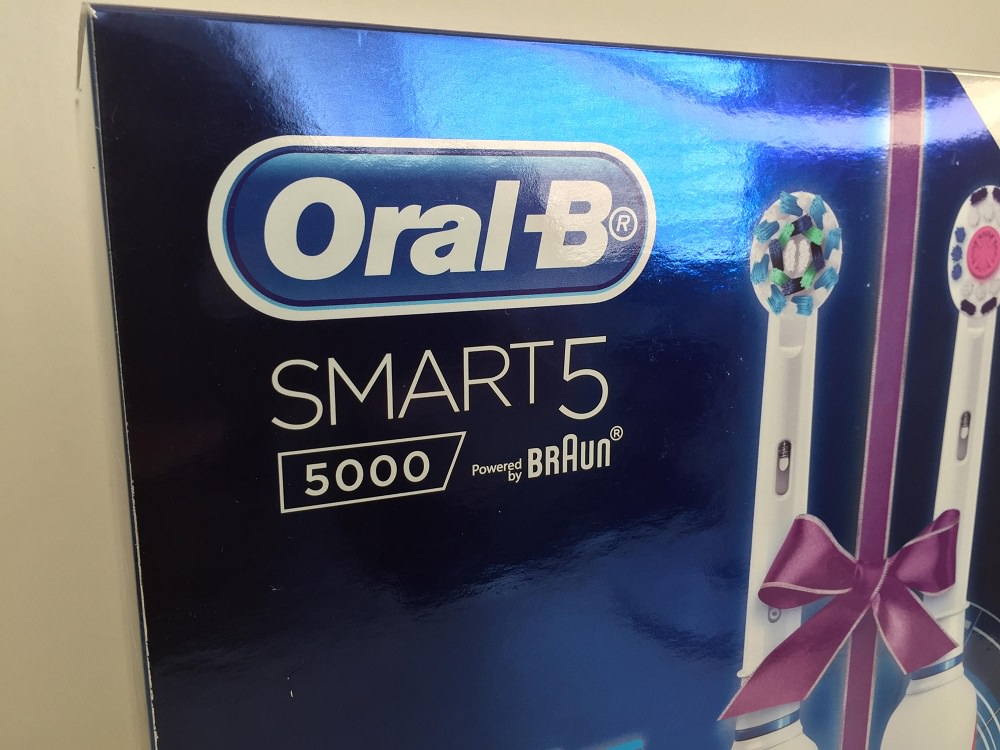 Oral-B®
SMART5
5000
Powered by BRAUN®